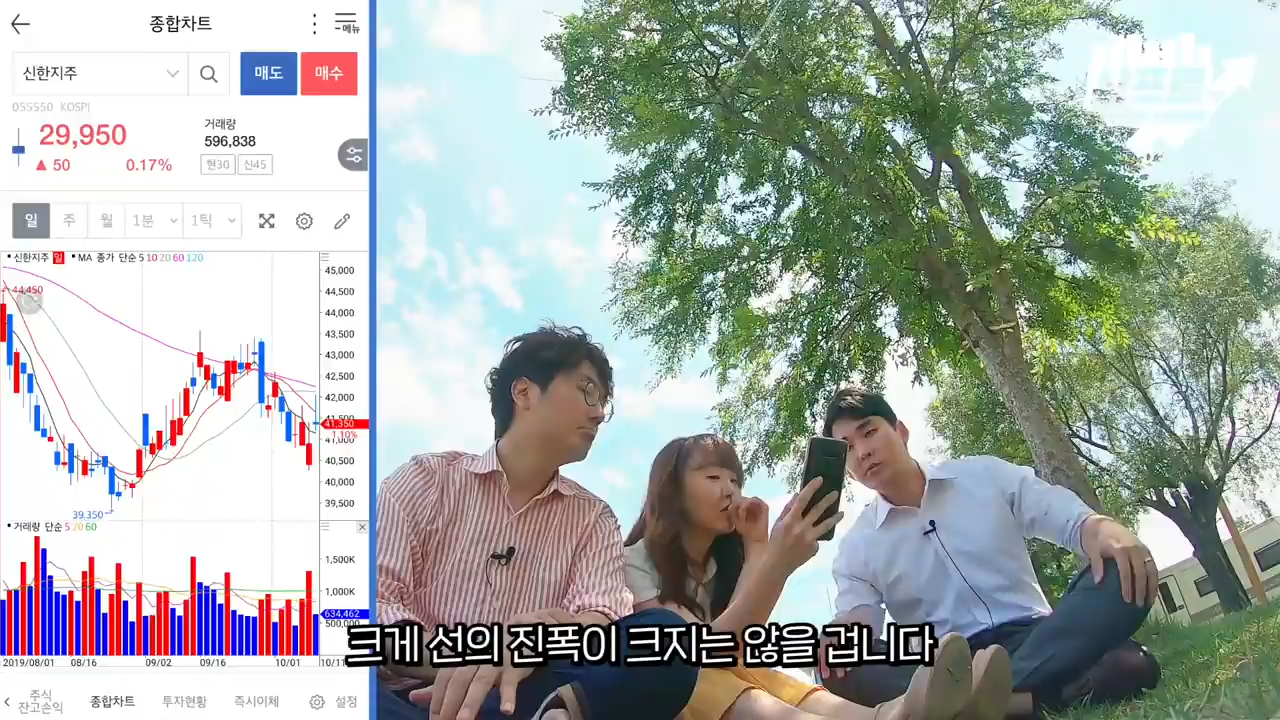 종합차트
메뉴
신한지주
매도
매수
055550 KOSPI
29,950
▲ 50 0.17%
거래량
596,838
현30 신45
일 주 월 1분 1틱
신한지주 일 MA 종가 단순 5 10 20 60 120
44,450
39,350
45,000
44,500
44,000
43,500
43,000
42,500
42,000
41,500
41,350
1.10%
41,000
40,500
40,000
39,500
거래량 단순 5 20 60
1,500K
1,000K
634,462
500,000
2019/08/01 08/16 09/02 09/16 10/01 10/11
크게 선의 진폭이 크지는 않을 겁니다
주식
잔고손익
종합차트 투자현황 즉시이체 설정